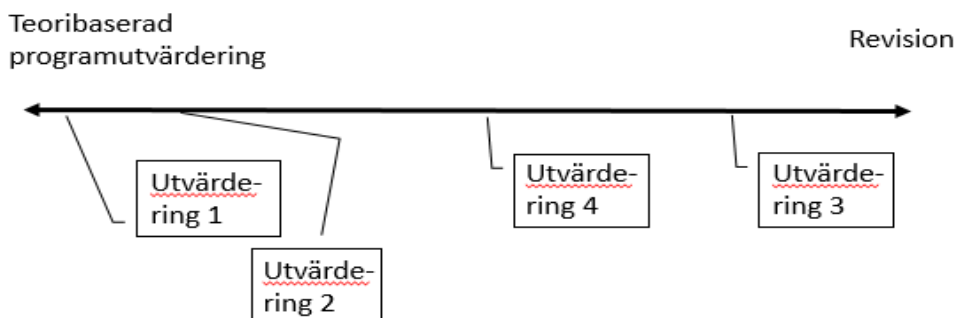 Teoribaserad
programutvärdering
Revision
Utvärde-
ring 1
Utvärde-
ring 2
Utvärde-
ring 4
Utvärde-
ring 3